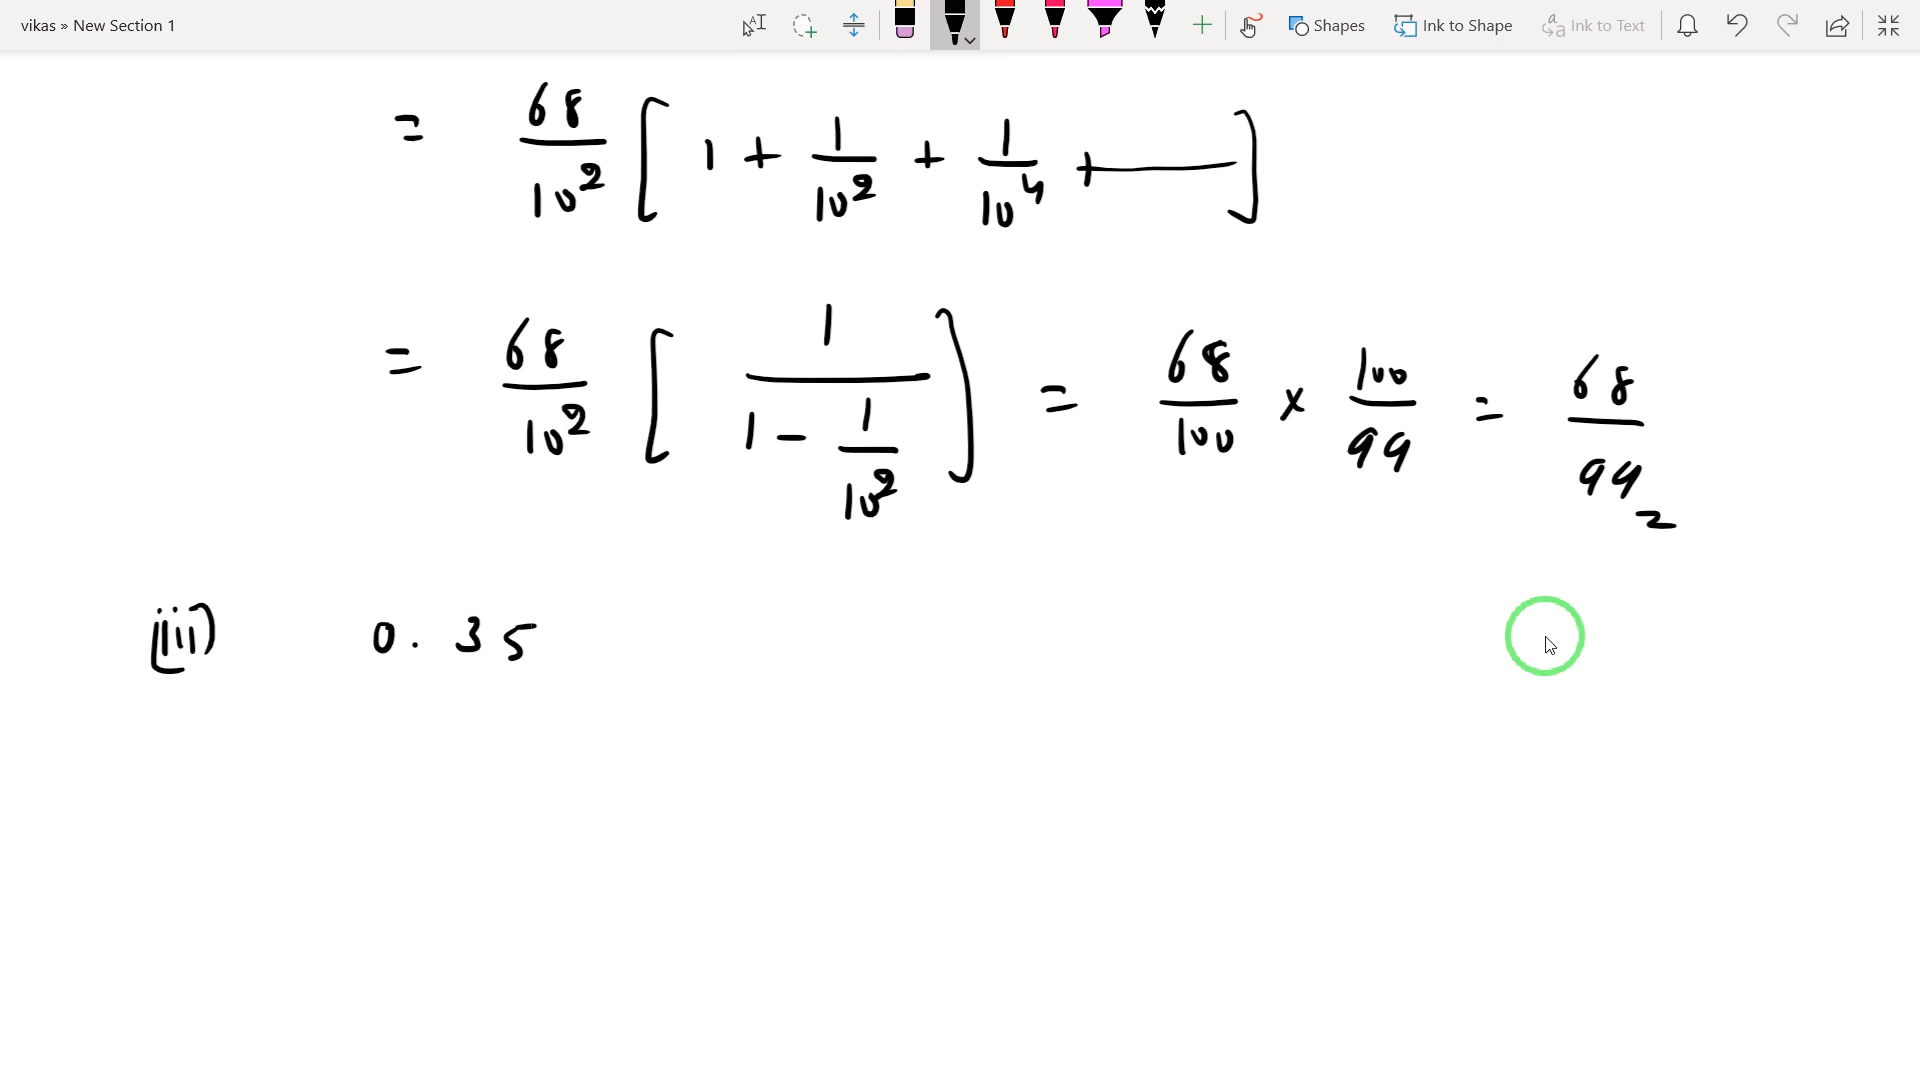 vikas » New Section 1 Shapes Ink to Shape Ink to Text
= 68/10² [ 1 + 1/10² + 1/10⁴ + ——— ]
= 68/10² [ 1/(1 - 1/10²) ] = 68/100 × 100/99 = 68/99
(iii) 0.35